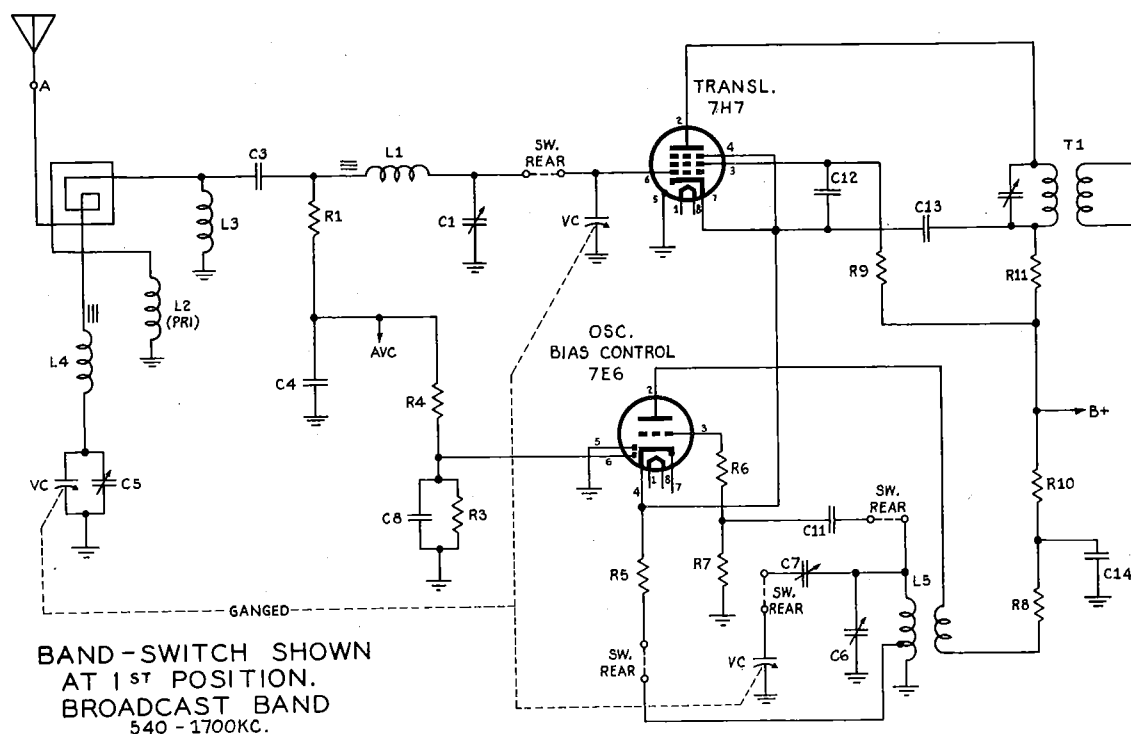 A
TRANSL.
7H7
T1
C3
L1
SW.
REAR
2
4
3
6
5
1
8
7
C12
C13
R1
L3
C1
VC
R9
R11
L2
(PRI)
L4
OSC.
BIAS CONTROL
7E6
AVC
C4
R4
2
B+
5
6
3
4
1
8
7
R6
R10
VC
C5
C8
R3
SW.
REAR
C11
R5
R7
C7
L5
C14
SW.
REAR
R8
GANGED
C6
SW.
REAR
VC
BAND-SWITCH SHOWN
AT 1ST POSITION.
BROADCAST BAND
540-1700KC.